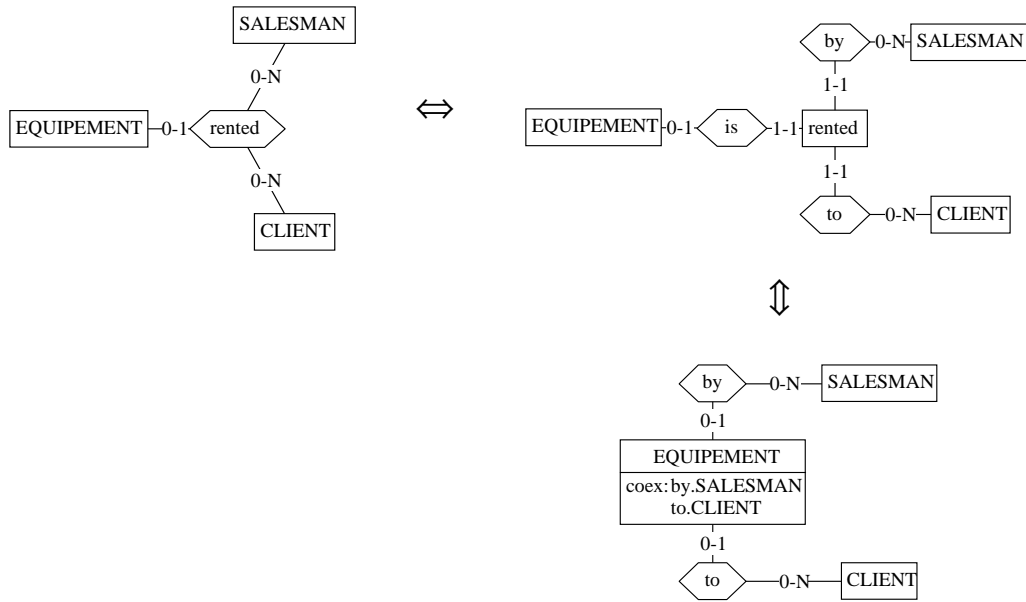 SALESMAN
0-N
EQUIPEMENT 0-1 rented
0-N
CLIENT
⇔
by 0-N SALESMAN
1-1
EQUIPEMENT 0-1 is 1-1 rented
1-1
to 0-N CLIENT
⇕
by 0-N SALESMAN
0-1
EQUIPEMENT
coex: by.SALESMAN
to.CLIENT
0-1
to 0-N CLIENT